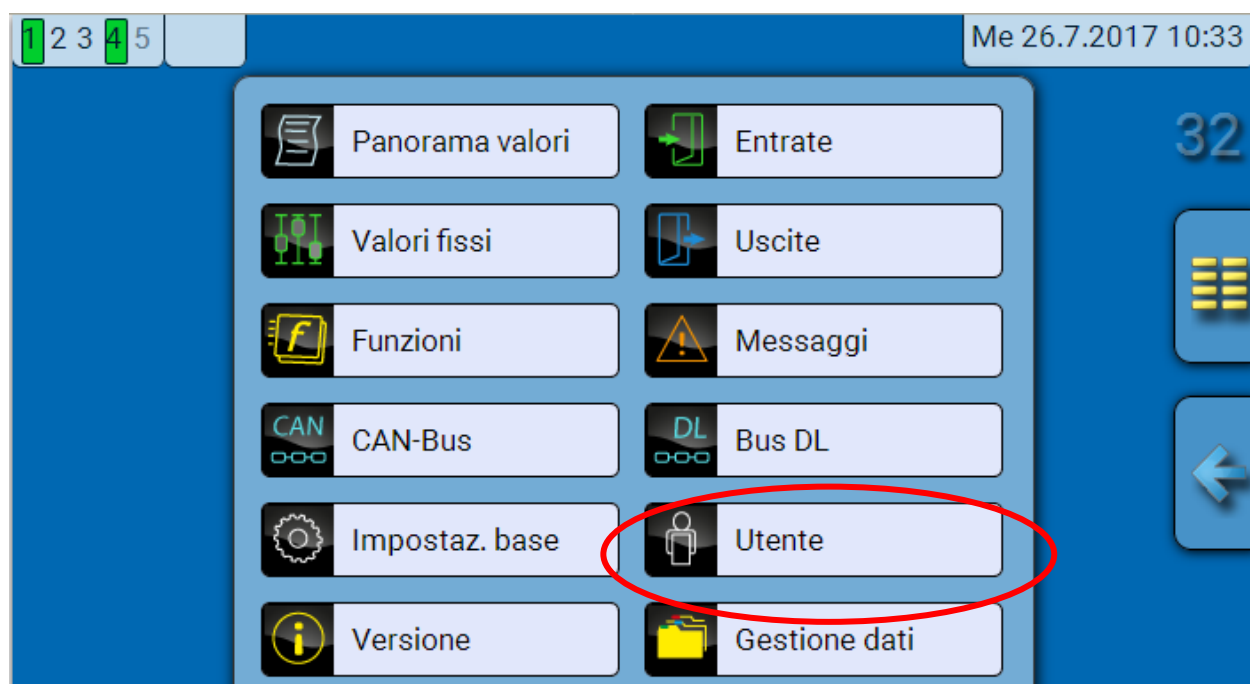 1 2 3 4 5
Me 26.7.2017 10:33
32
Panorama valori
Entrate
Valori fissi
Uscite
f Funzioni
Messaggi
CAN CAN-Bus
DL Bus DL
Impostaz. base
Utente
Versione
Gestione dati